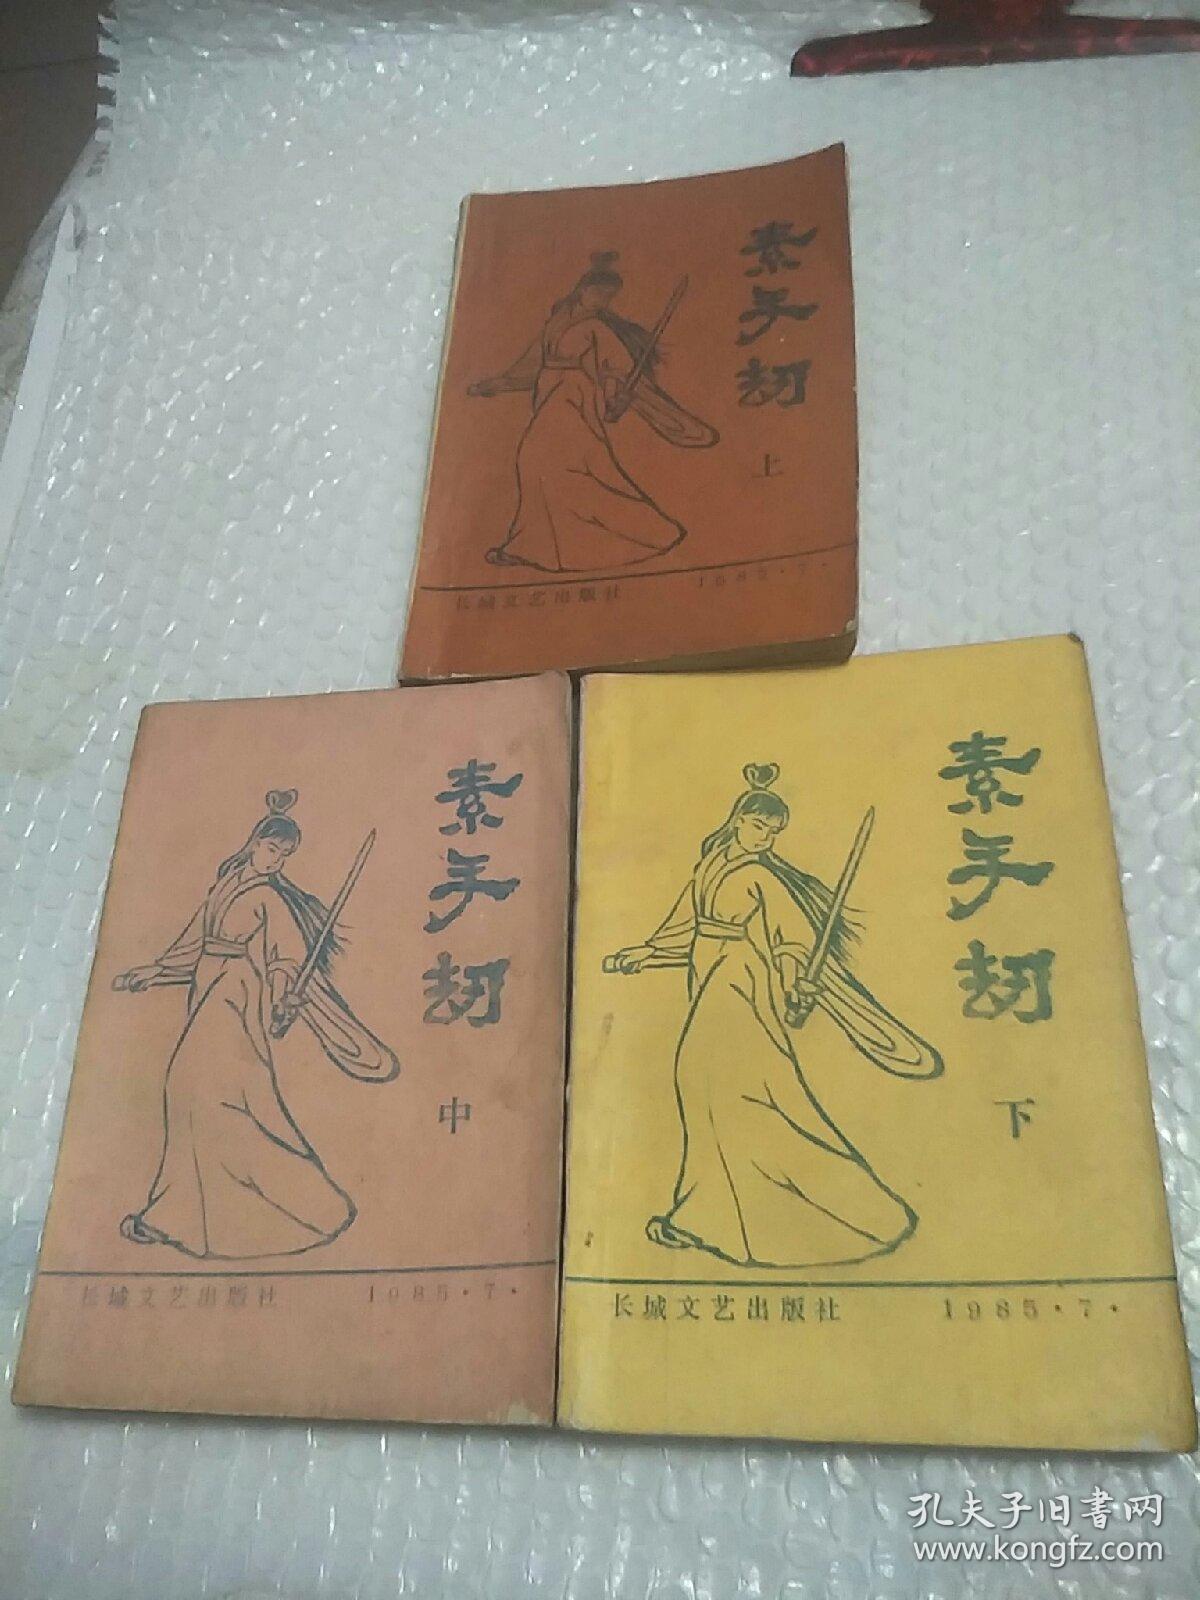 素手劫
上
长城文艺出版社 1985·7·
素手劫
中
长城文艺出版社 1985·7·
素手劫
下
长城文艺出版社 1985·7·
孔夫子旧书网
www.kongfz.com